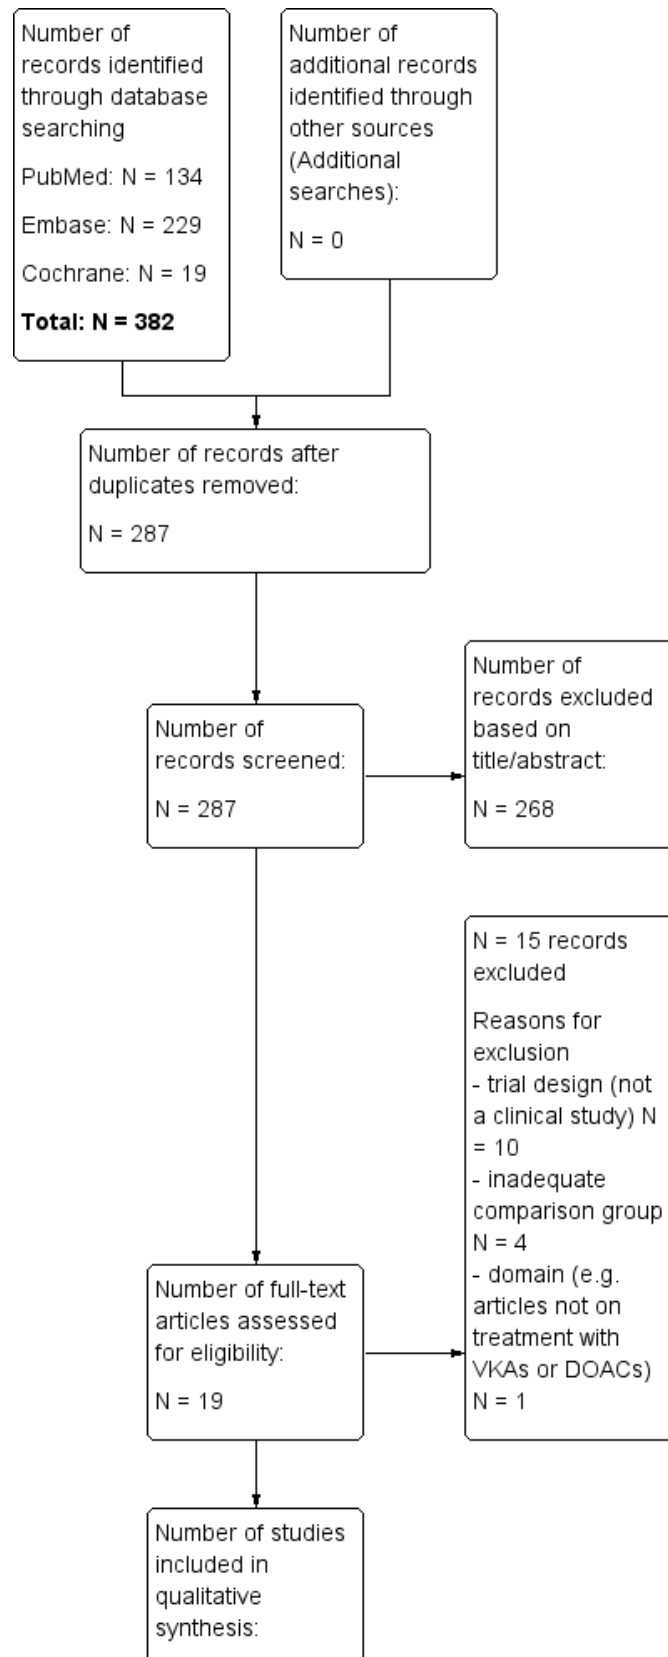 Number of
records identified
through database
searching
PubMed: N = 134
Embase: N = 229
Cochrane: N = 19
Total: N = 382
Number of
additional records
identified through
other sources
(Additional
searches):
N = 0
Number of records after
duplicates removed:
N = 287
Number of
records screened:
N = 287
Number of
records excluded
based on
title/abstract:
N = 268
N = 15 records
excluded
Reasons for
exclusion
- trial design (not
a clinical study) N
= 10
- inadequate
comparison group
N = 4
- domain (e.g.
articles not on
treatment with
VKAs or DOACs)
N = 1
Number of full-text
articles assessed
for eligibility:
N = 19
Number of studies
included in
qualitative
synthesis: